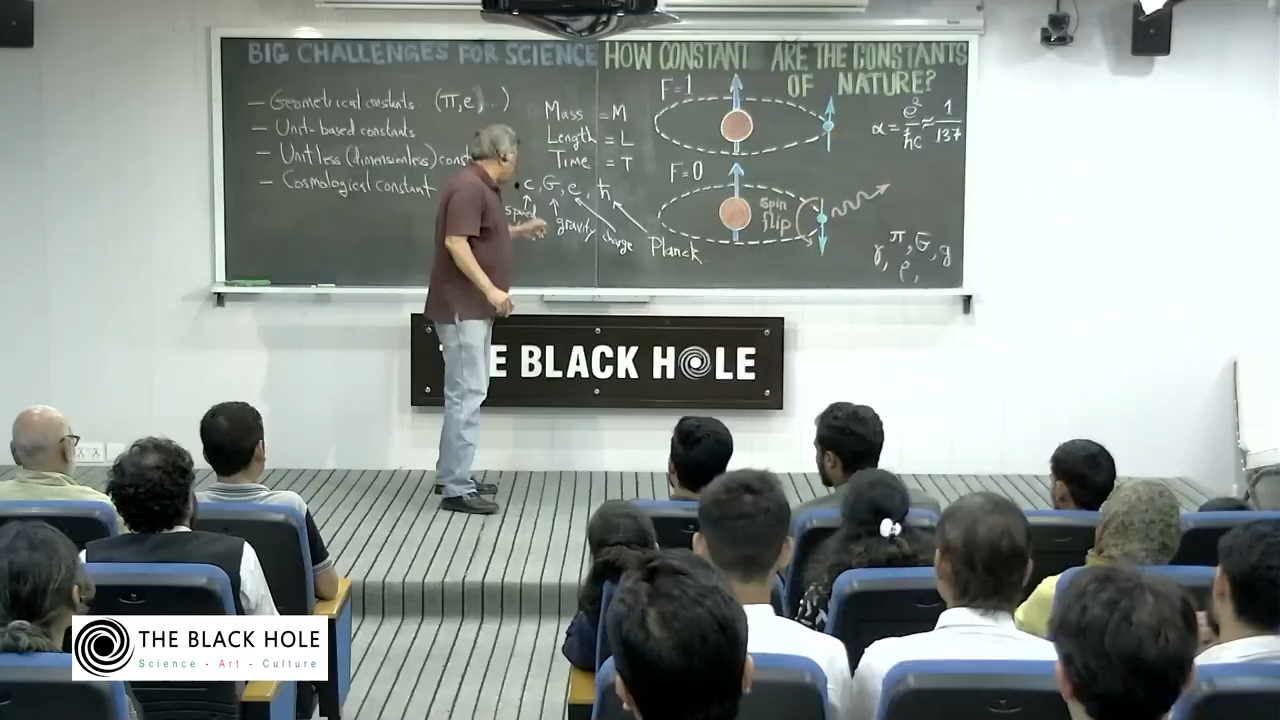 BIG CHALLENGES FOR SCIENCE
HOW CONSTANT ARE THE CONSTANTS
OF NATURE?
– Geometrical constants (π, e, ...)
– Unit-based constants
– Unitless (dimensionless) const
– Cosmological constant
Mass = M
Length = L
Time = T
c, G, e, ħ
speed
gravity
charge
Planck
F=1
F=0
spin
flip
α = e²/ħc ≈ 1/137
γ, π, G, g
ρ,
E BLACK HOLE
THE BLACK HOLE
Science - Art - Culture